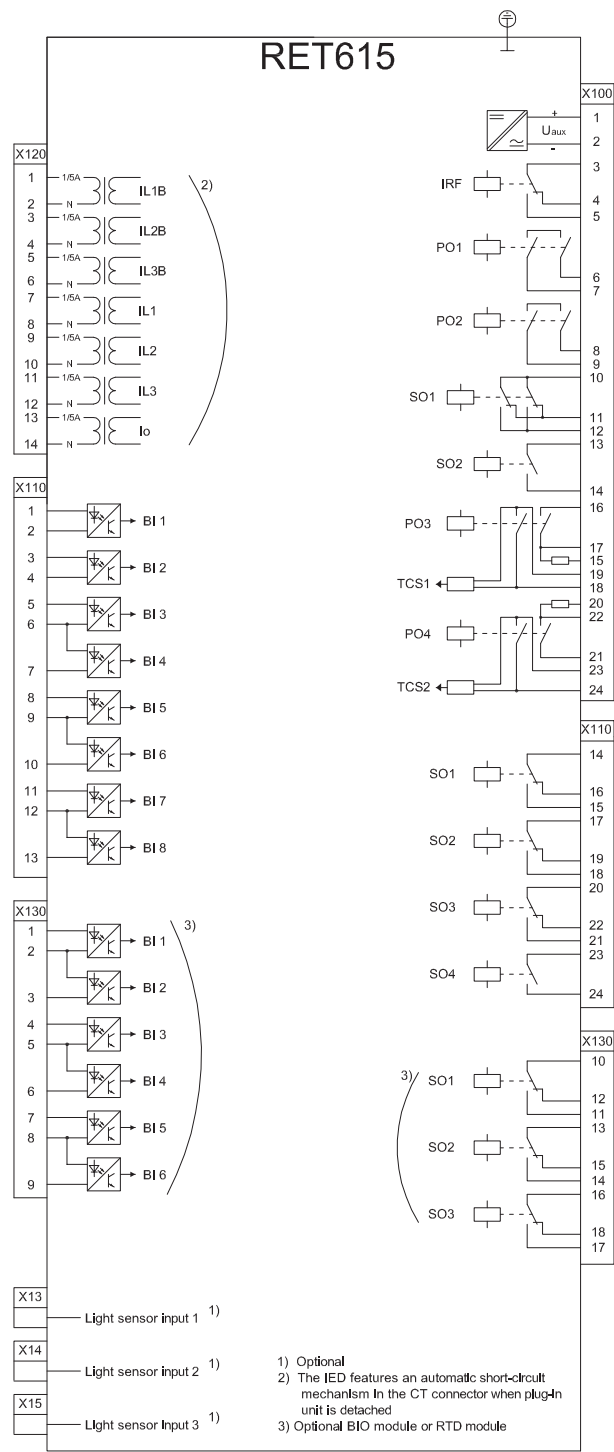 RET615
X100
1
+
Uaux
2
-
3
IRF
4
5
PO1
6
7
PO2
8
9
10
SO1
11
12
13
SO2
14
16
PO3
17
15
19
TCS1
18
20
22
PO4
21
23
TCS2
24
X110
14
SO1
16
15
17
SO2
19
18
20
SO3
22
21
23
SO4
24
X130
10
3)
SO1
12
11
13
SO2
15
14
16
SO3
18
17
X120
1
1/5A
2)
IL1B
2
N
3
1/5A
IL2B
4
N
5
1/5A
IL3B
6
N
7
1/5A
IL1
8
N
9
1/5A
IL2
10
N
11
1/5A
IL3
12
N
13
1/5A
Io
14
N
X110
1
BI 1
2
3
BI 2
4
5
BI 3
6
BI 4
7
8
BI 5
9
BI 6
10
11
BI 7
12
BI 8
13
X130
3)
1
BI 1
2
BI 2
3
4
BI 3
5
BI 4
6
7
BI 5
8
BI 6
9
X13
Light sensor input 1 1)
X14
Light sensor input 2 1)
X15
Light sensor input 3 1)
1) Optional
2) The IED features an automatic short-circuit
mechanism in the CT connector when plug-in
unit is detached
3) Optional BIO module or RTD module